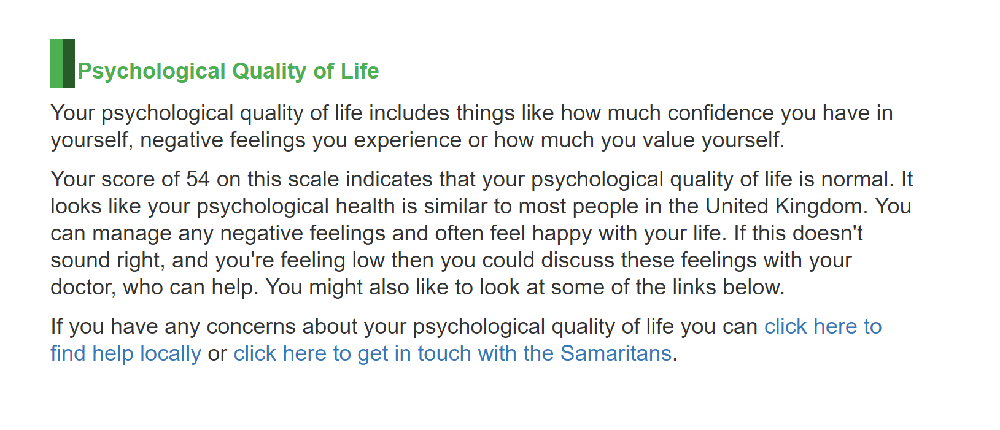 Psychological Quality of Life
Your psychological quality of life includes things like how much confidence you have in
yourself, negative feelings you experience or how much you value yourself.
Your score of 54 on this scale indicates that your psychological quality of life is normal. It
looks like your psychological health is similar to most people in the United Kingdom. You
can manage any negative feelings and often feel happy with your life. If this doesn't
sound right, and you're feeling low then you could discuss these feelings with your
doctor, who can help. You might also like to look at some of the links below.
If you have any concerns about your psychological quality of life you can click here to
find help locally or click here to get in touch with the Samaritans.